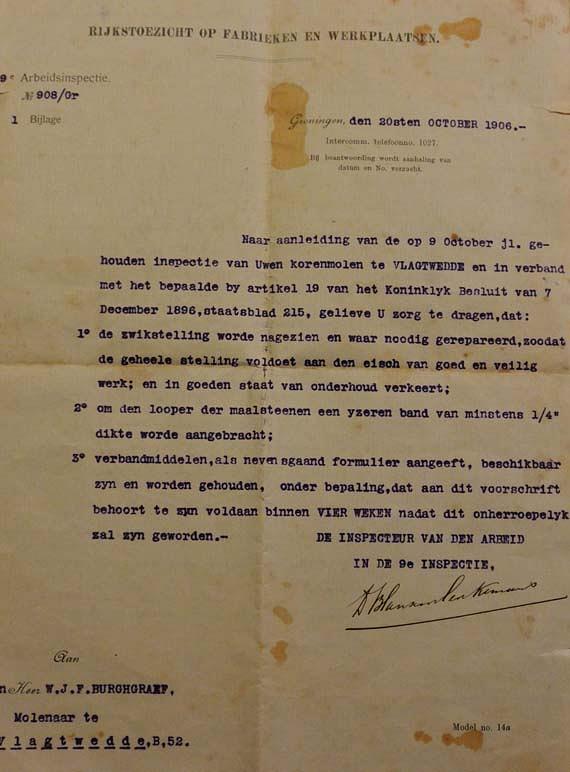 RIJKSTOEZICHT OP FABRIEKEN EN WERKPLAATSEN.
9e Arbeidsinspectie.
№ 908/Gr
1 Bijlage
Groningen, den 20sten OCTOBER 1906.-
Intercomm. telefoonno. 1027.
Bij beantwoording wordt aanhaling van
datum en No. verzocht.
Naar aanleiding van de op 9 October jl. ge-
houden inspectie van Uwen korenmolen te VLAGTWEDDE en in verband
met het bepaalde by artikel 19 van het Koninklyk Besluit van 7
December 1896,staatsblad 215, gelieve U zorg te dragen,dat:
1° de zwikstelling worde nagezien en waar noodig gerepareerd,zoodat
de geheele stelling voldoet aan den eisch van goed en veilig
werk; en in goeden staat van onderhoud verkeert;
2° om den looper der maalsteenen een yzeren band van minstens 1/4"
dikte worde aangebracht;
3° verbandmiddelen,als nevensgaand formulier aangeeft, beschikbaar
zyn en worden gehouden, onder bepaling,dat aan dit voorschrift
behoort te zyn voldaan binnen VIER WEKEN nadat dit onherroepelyk
zal zyn geworden.-
DE INSPECTEUR VAN DEN ARBEID
IN DE 9e INSPECTIE,
Aan
n Heer W.J.F.BURGHGRAEF,
Molenaar te
Vlagtwedde,B,52.
Model no. 14a